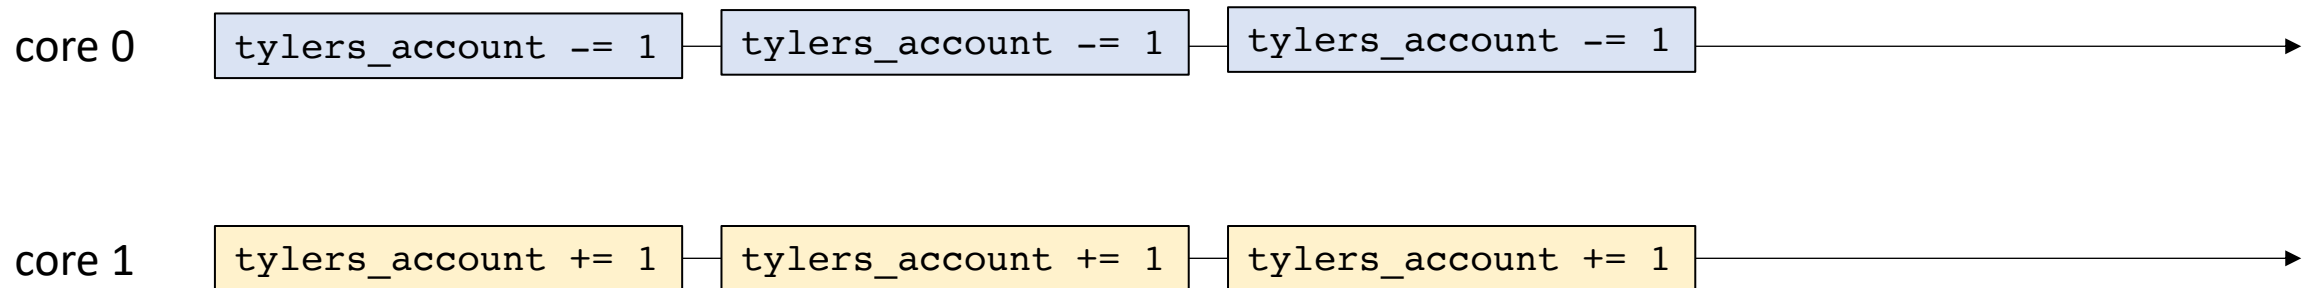 core 0 tylers_account -= 1 tylers_account -= 1 tylers_account -= 1
core 1 tylers_account += 1 tylers_account += 1 tylers_account += 1